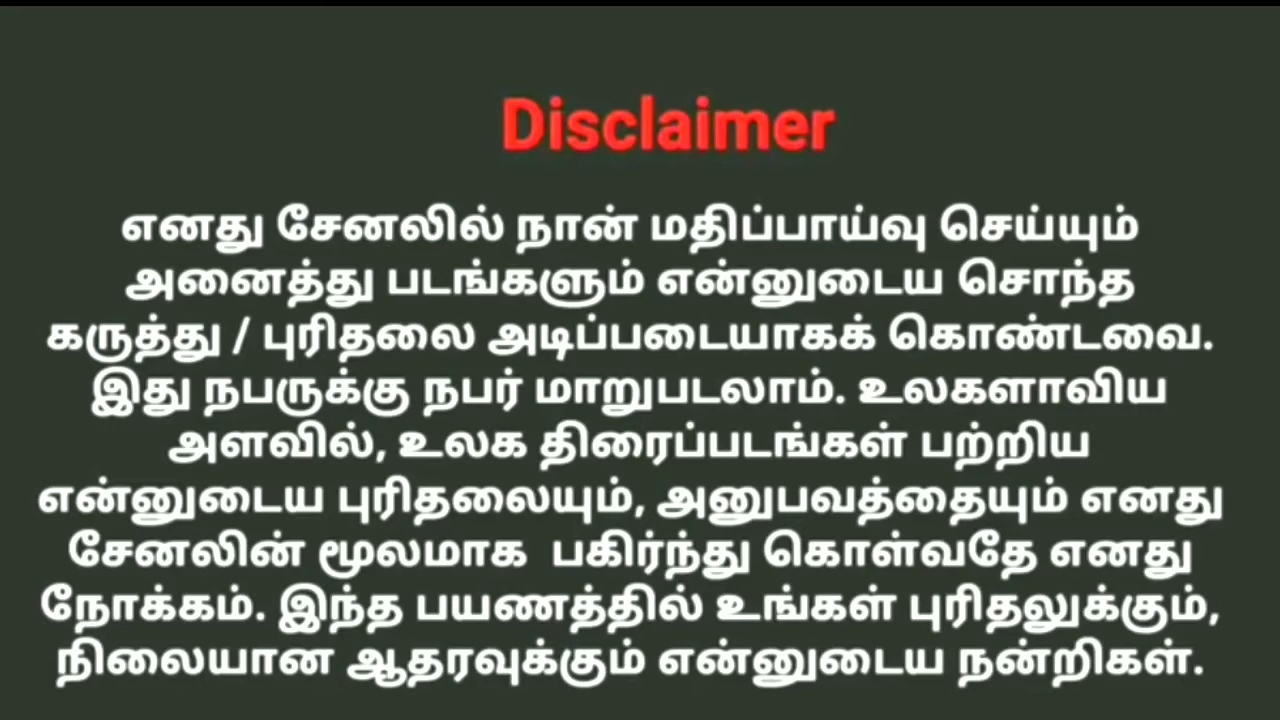 Disclaimer
எனது சேனலில் நான் மதிப்பாய்வு செய்யும்
அனைத்து படங்களும் என்னுடைய சொந்த
கருத்து / புரிதலை அடிப்படையாகக் கொண்டவை.
இது நபருக்கு நபர் மாறுபடலாம். உலகளாவிய
அளவில், உலக திரைப்படங்கள் பற்றிய
என்னுடைய புரிதலையும், அனுபவத்தையும் எனது
சேனலின் மூலமாக பகிர்ந்து கொள்வதே எனது
நோக்கம். இந்த பயணத்தில் உங்கள் புரிதலுக்கும்,
நிலையான ஆதரவுக்கும் என்னுடைய நன்றிகள்.